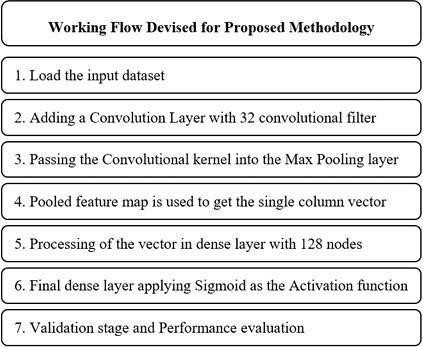 Working Flow Devised for Proposed Methodology
1. Load the input dataset
2. Adding a Convolution Layer with 32 convolutional filter
3. Passing the Convolutional kernel into the Max Pooling layer
4. Pooled feature map is used to get the single column vector
5. Processing of the vector in dense layer with 128 nodes
6. Final dense layer applying Sigmoid as the Activation function
7. Validation stage and Performance evaluation